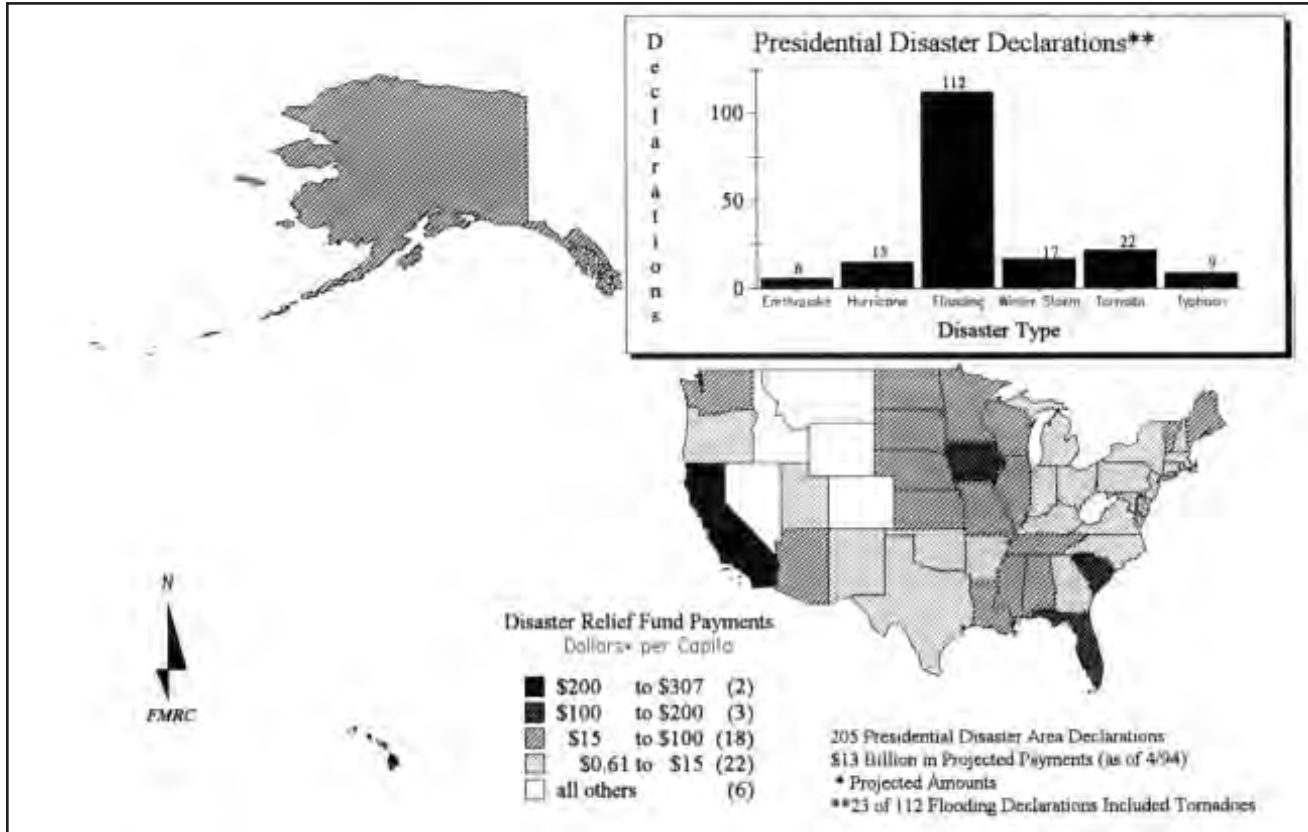 Declarations
Presidential Disaster Declarations**
100
50
0
6
15
112
17
22
9
Earthquake Hurricane Flooding Winter Storm Tornado Typhoon
Disaster Type
N
FMRC
Disaster Relief Fund Payments
Dollars* per Capita
$200 to $307 (2)
$100 to $200 (3)
$15 to $100 (18)
$0.61 to $15 (22)
all others (6)
205 Presidential Disaster Area Declarations
$13 Billion in Projected Payments (as of 4/94)
* Projected Amounts
**23 of 112 Flooding Declarations Included Tornadoes